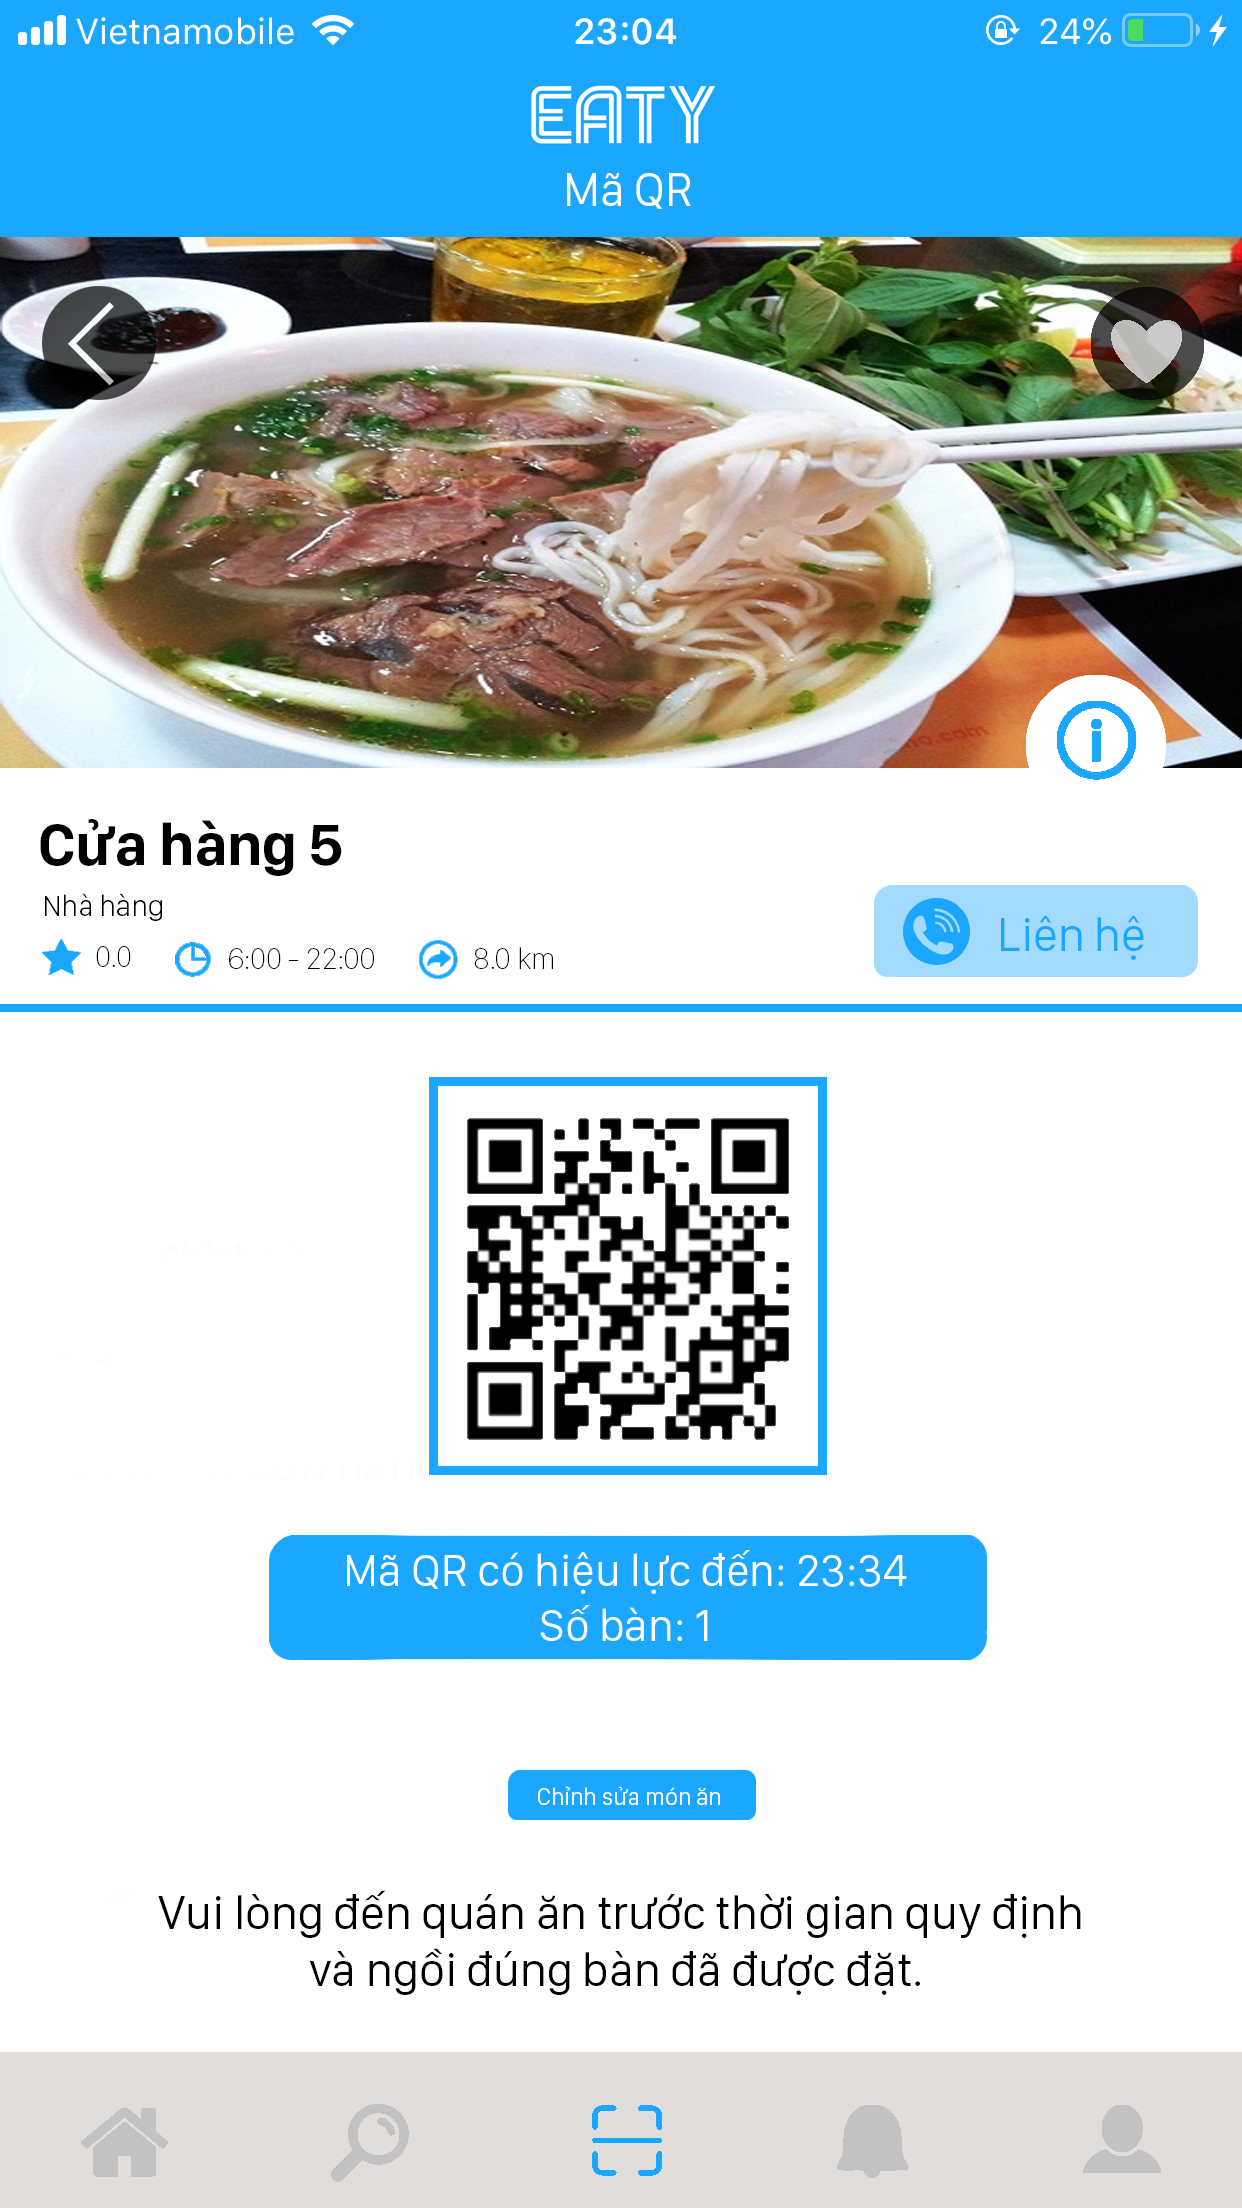 Vietnamobile 23:04 24%
EATY
Mã QR
Cửa hàng 5
Nhà hàng
0.0 6:00 - 22:00 8.0 km
Liên hệ
Mã QR có hiệu lực đến: 23:34
Số bàn: 1
Chỉnh sửa món ăn
Vui lòng đến quán ăn trước thời gian quy định
và ngồi đúng bàn đã được đặt.